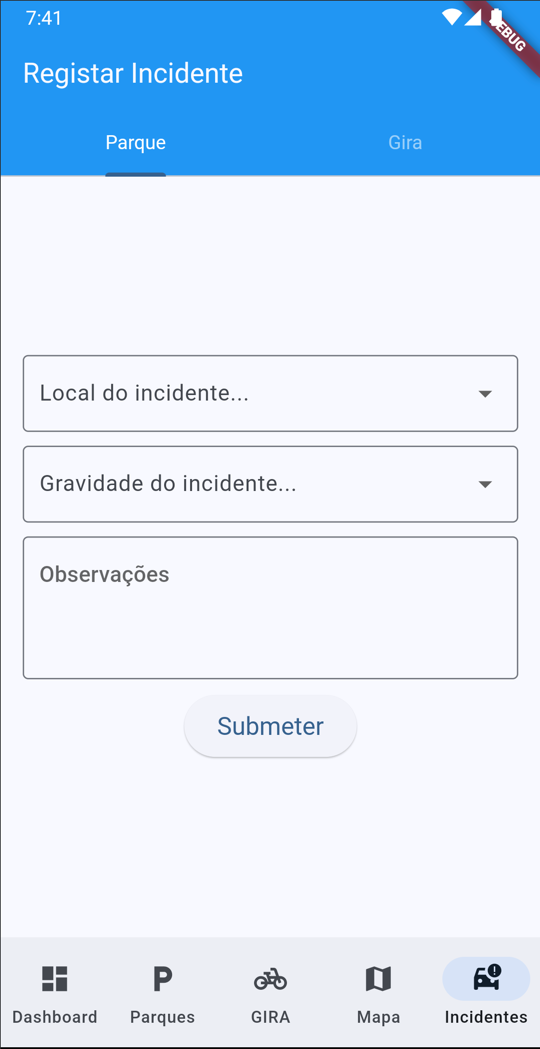 7:41
DEBUG
Registar Incidente
Parque
Gira
Local do incidente...
Gravidade do incidente...
Observações
Submeter
Dashboard
Parques
GIRA
Mapa
Incidentes